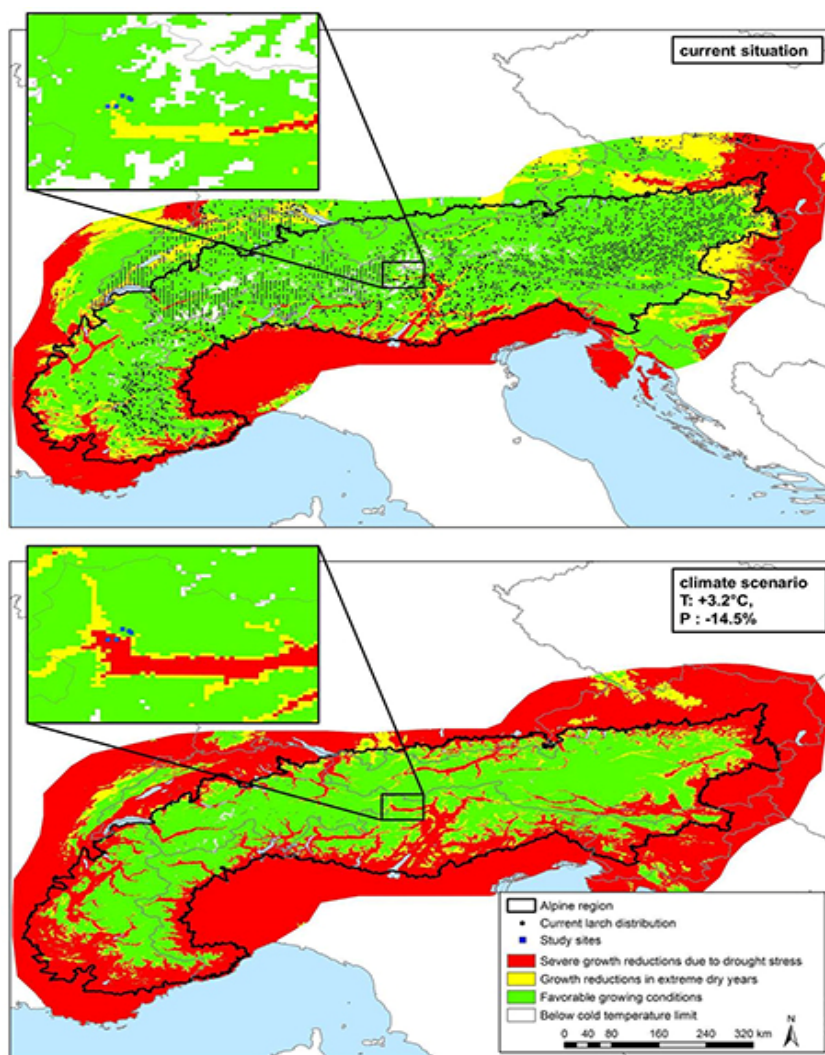 current situation
climate scenario
T: +3.2°C,
P : -14.5%
Alpine region
Current larch distribution
Study sites
Severe growth reductions due to drought stress
Growth reductions in extreme dry years
Favorable growing conditions
Below cold temperature limit
N
0 40 80 160 240 320 km